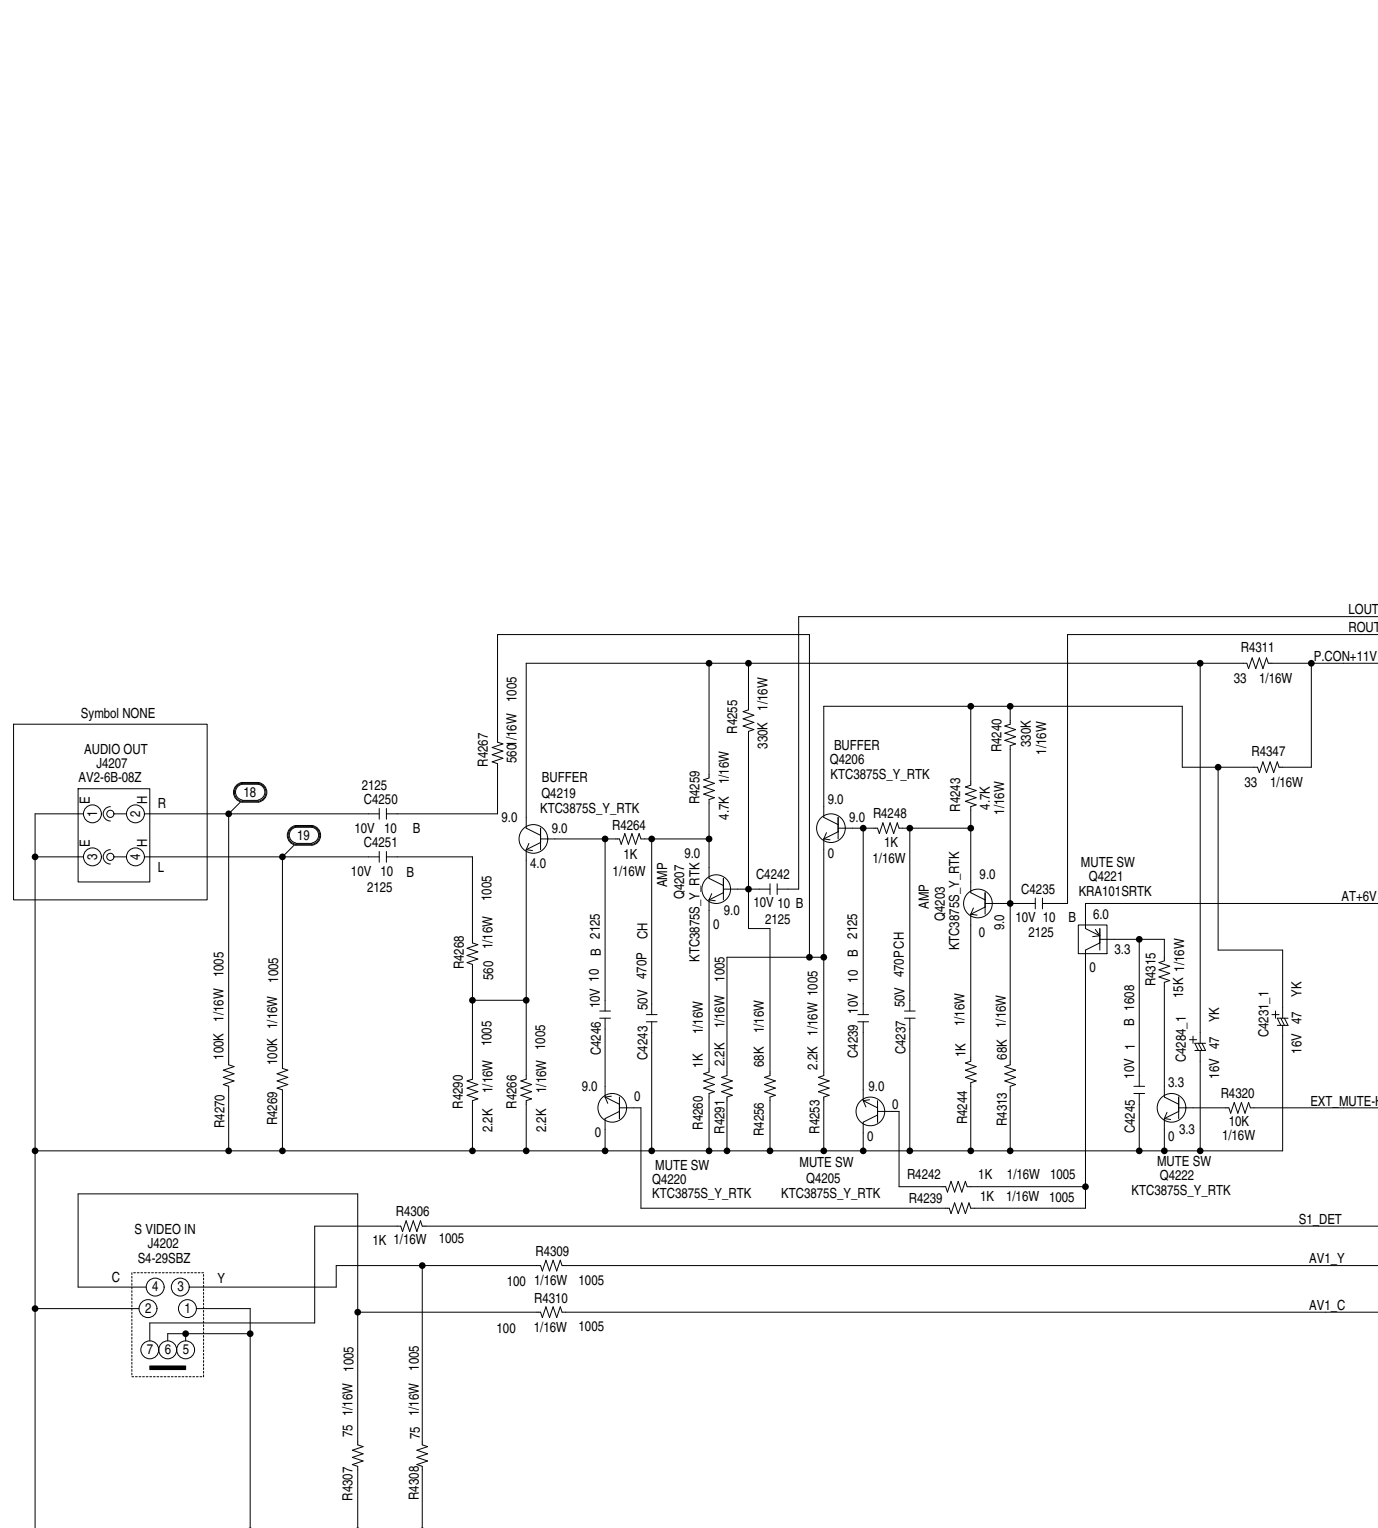 LOUT
ROUT
R4311
P.CON+11V
33 1/16W
R4347
33 1/16W
Symbol NONE
AUDIO OUT
J4207
AV2-6B-08Z
E
H
1
2
R
E
H
3
4
L
18
19
2125
C4250
10V 10 B
C4251
10V 10 B
2125
R4267
560 1/16W 1005
BUFFER
Q4219
KTC3875S_Y_RTK
9.0
9.0
4.0
R4264
1K
1/16W
R4259
4.7K 1/16W
R4255
330K 1/16W
AMP
Q4207
KTC3875S_Y_RTK
9.0
9.0
0
C4242
10V 10 B
2125
BUFFER
Q4206
KTC3875S_Y_RTK
9.0
9.0
0
R4248
1K
1/16W
R4243
4.7K
1/16W
R4240
330K
1/16W
AMP
Q4203
KTC3875S_Y_RTK
9.0
9.0
0
C4235
10V 10 B
2125
MUTE SW
Q4221
KRA101SRTK
6.0
3.3
0
AT+6V
R4270
100K 1/16W 1005
R4269
100K 1/16W 1005
R4268
560 1/16W 1005
R4290
2.2K 1/16W 1005
R4266
2.2K 1/16W 1005
C4246
10V 10 B 2125
C4243
50V 470P CH
R4260
1K 1/16W
R4291
2.2K 1/16W 1005
R4256
68K 1/16W
R4253
2.2K 1/16W 1005
C4239
10V 10 B 2125
C4237
50V 470P CH
R4244
1K 1/16W
R4313
68K 1/16W
C4245
10V 1 B 1608
R4315
15K 1/16W
C4284_1
+
16V 47 YK
C4231_1
+
16V 47 YK
9.0
0
0
MUTE SW
Q4220
KTC3875S_Y_RTK
9.0
0
0
MUTE SW
Q4205
KTC3875S_Y_RTK
3.3
3.3
0
MUTE SW
Q4222
KTC3875S_Y_RTK
R4320
10K
1/16W
EXT_MUTE-H
R4242 1K 1/16W 1005
R4239 1K 1/16W 1005
S VIDEO IN
J4202
S4-29SBZ
C
4
3
Y
2
1
7
6
5
R4306
1K 1/16W 1005
S1_DET
R4309
100 1/16W 1005
AV1_Y
R4310
100 1/16W 1005
AV1_C
R4307
75 1/16W 1005
R4308
75 1/16W 1005